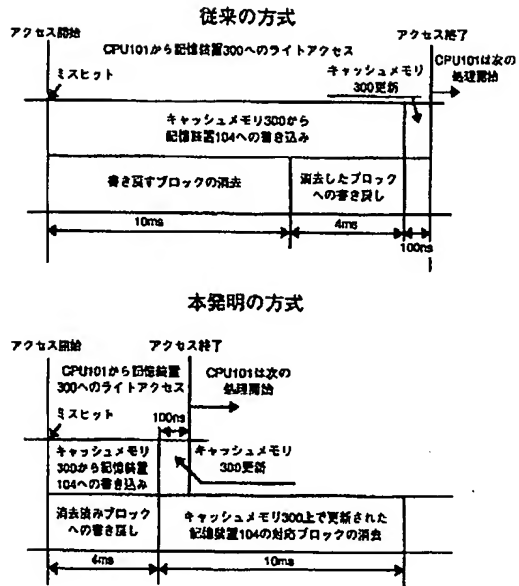 従来の方式
アクセス開始
アクセス終了
CPU101から記憶装置300へのライトアクセス
CPU101は次の
処理開始
ミスヒット
キャッシュメモリ
300更新
キャッシュメモリ300から
記憶装置104への書き込み
書き戻すブロックの消去
消去したブロック
への書き戻し
10ms
4ms
100ns
本発明の方式
アクセス開始
アクセス終了
CPU101から記憶装置
300へのライトアクセス
CPU101は次の
処理開始
ミスヒット
100ns
キャッシュメモリ
300から記憶装置
104への書き込み
キャッシュメモリ
300更新
消去済みブロック
への書き戻し
キャッシュメモリ300上で更新された
記憶装置104の対応ブロックの消去
4ms
10ms